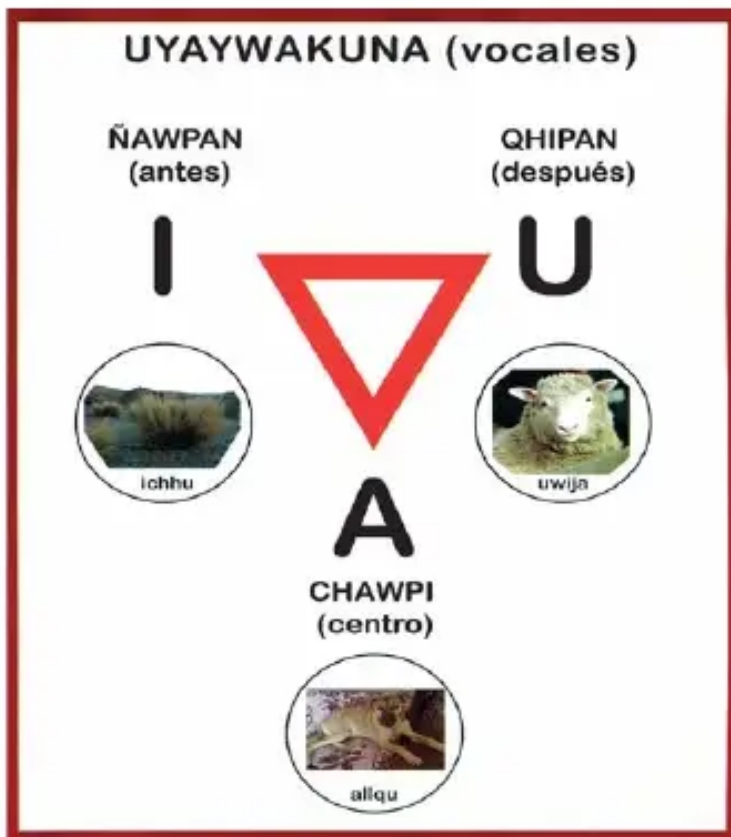 UYAYWAKUNA (vocales)
ÑAWPAN
(antes)
I
QHIPAN
(después)
U
ichhu
uwija
A
CHAWPI
(centro)
allqu